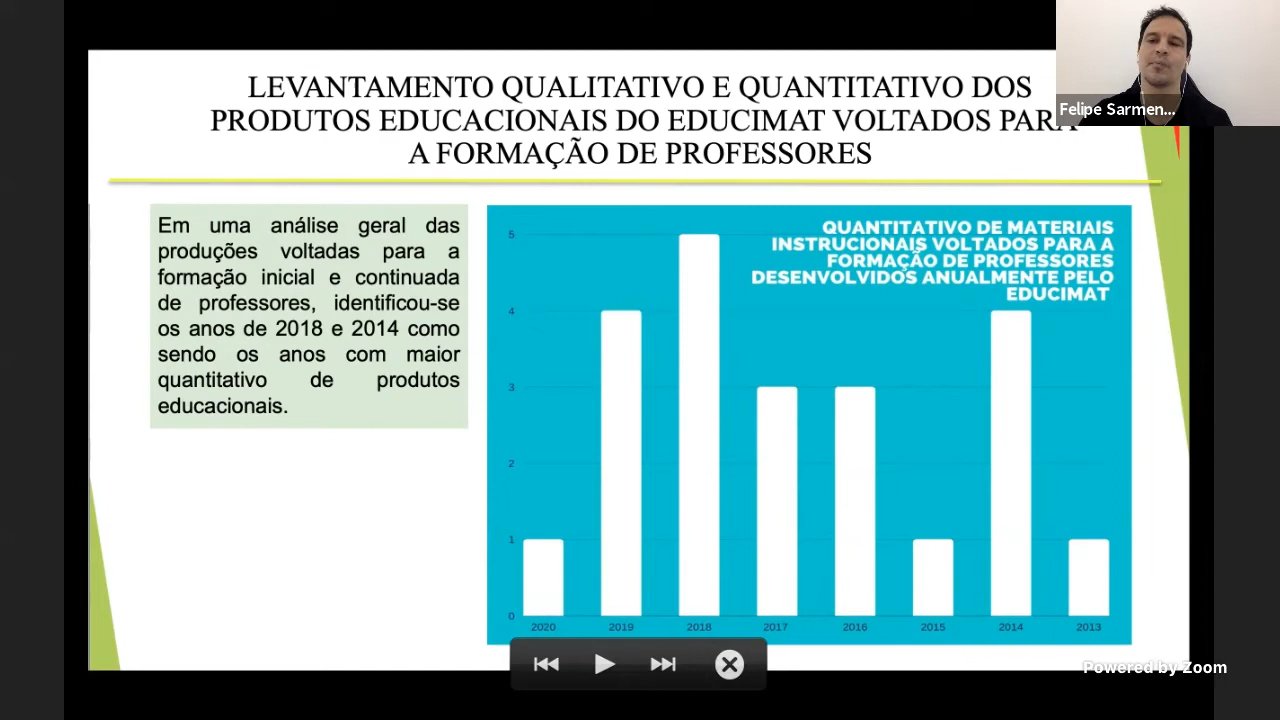 LEVANTAMENTO QUALITATIVO E QUANTITATIVO DOS
PRODUTOS EDUCACIONAIS DO EDUCIMAT VOLTADOS PARA
A FORMAÇÃO DE PROFESSORES
Felipe Sarmen...
Em uma análise geral das
produções voltadas para a
formação inicial e continuada
de professores, identificou-se
os anos de 2018 e 2014 como
sendo os anos com maior
quantitativo de produtos
educacionais.
QUANTITATIVO DE MATERIAIS
INSTRUCIONAIS VOLTADOS PARA A
FORMAÇÃO DE PROFESSORES
DESENVOLVIDOS ANUALMENTE PELO
EDUCIMAT
5
4
3
2
1
0
2020 2019 2018 2017 2016 2015 2014 2013
Powered by Zoom